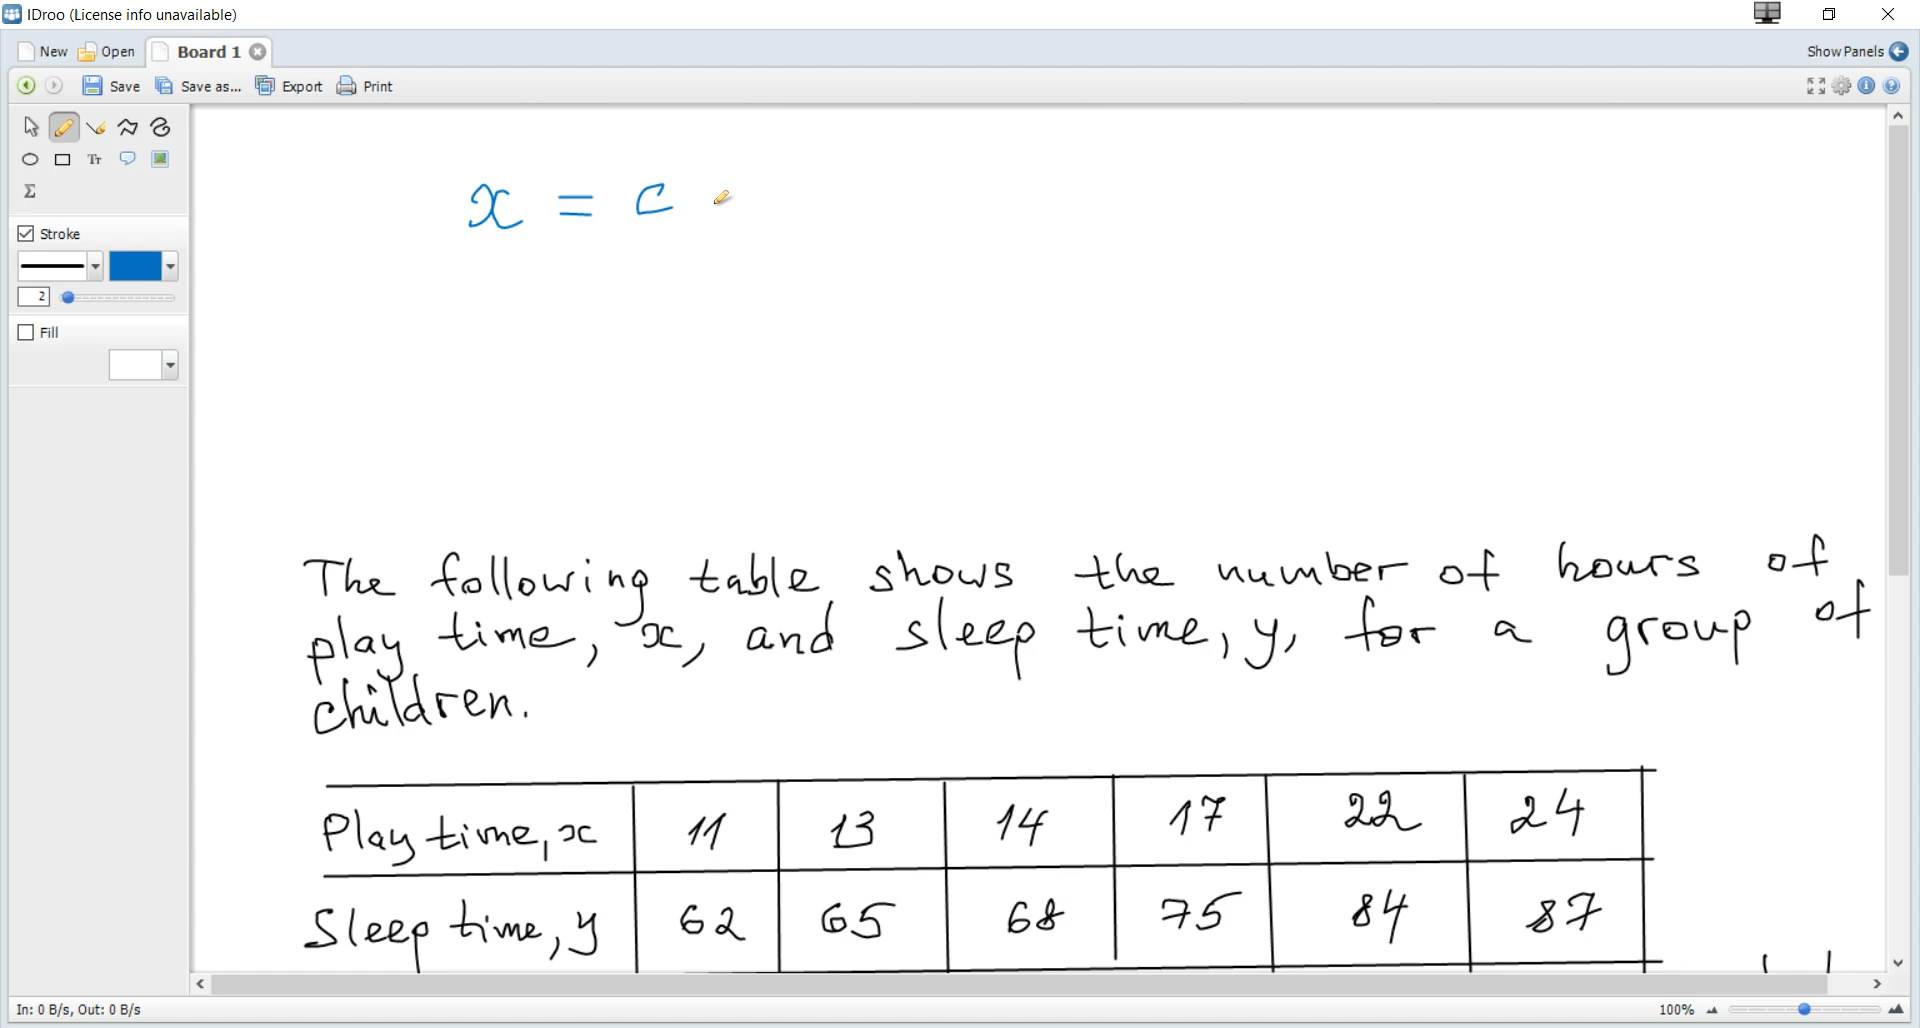 IDroo (License info unavailable)
New Open Board 1 Show Panels
Save Save as... Export Print
Tt
Σ
Stroke
2
Fill
x = c
The following table shows the number of hours of
play time, x, and sleep time, y, for a group of
children.
Play time, x 11 13 14 17 22 24
Sleep time, y 62 65 68 75 84 87
In: 0 B/s, Out: 0 B/s 100%